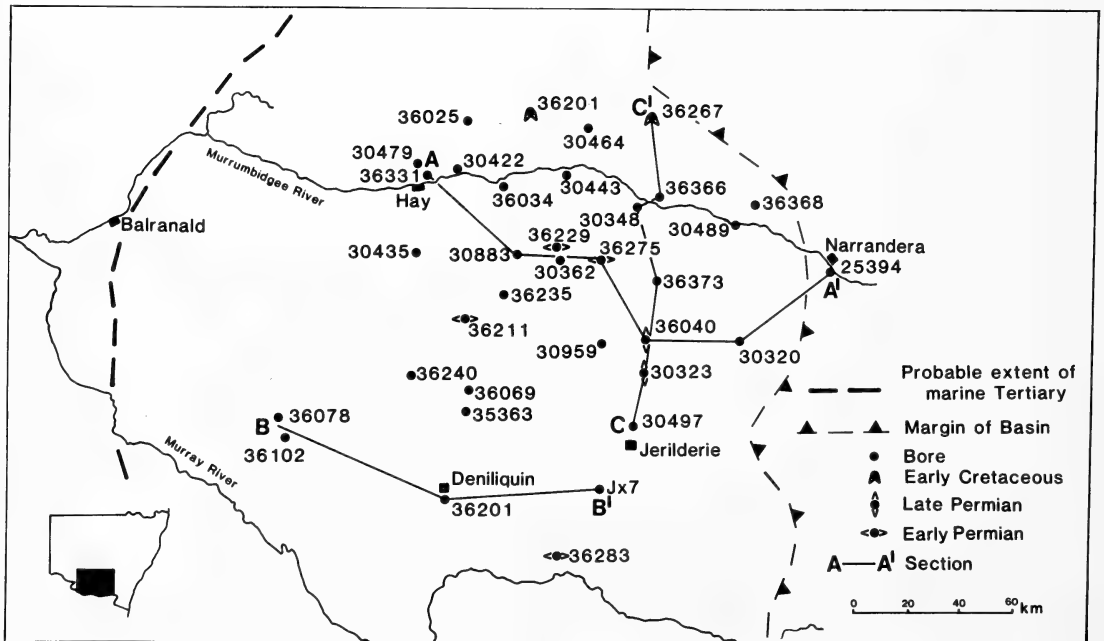 36201
C'
36267
36025
30464
30479
A
30422
36331
Hay
36034
30443
36366
Murrumbidgee River
30348
36368
30489
Balranald
Narrandera
25394
A'
36229
36275
30435
30883
30362
36373
36235
36211
36040
30959
30320
30323
36240
36069
35363
36078
B
36102
C
30497
Jerilderie
Murray River
Deniliquin
36201
Jx7
B'
36283
Probable extent of
marine Tertiary
Margin of Basin
Bore
Early Cretaceous
Late Permian
Early Permian
A—A' Section
0 20 40 60 km